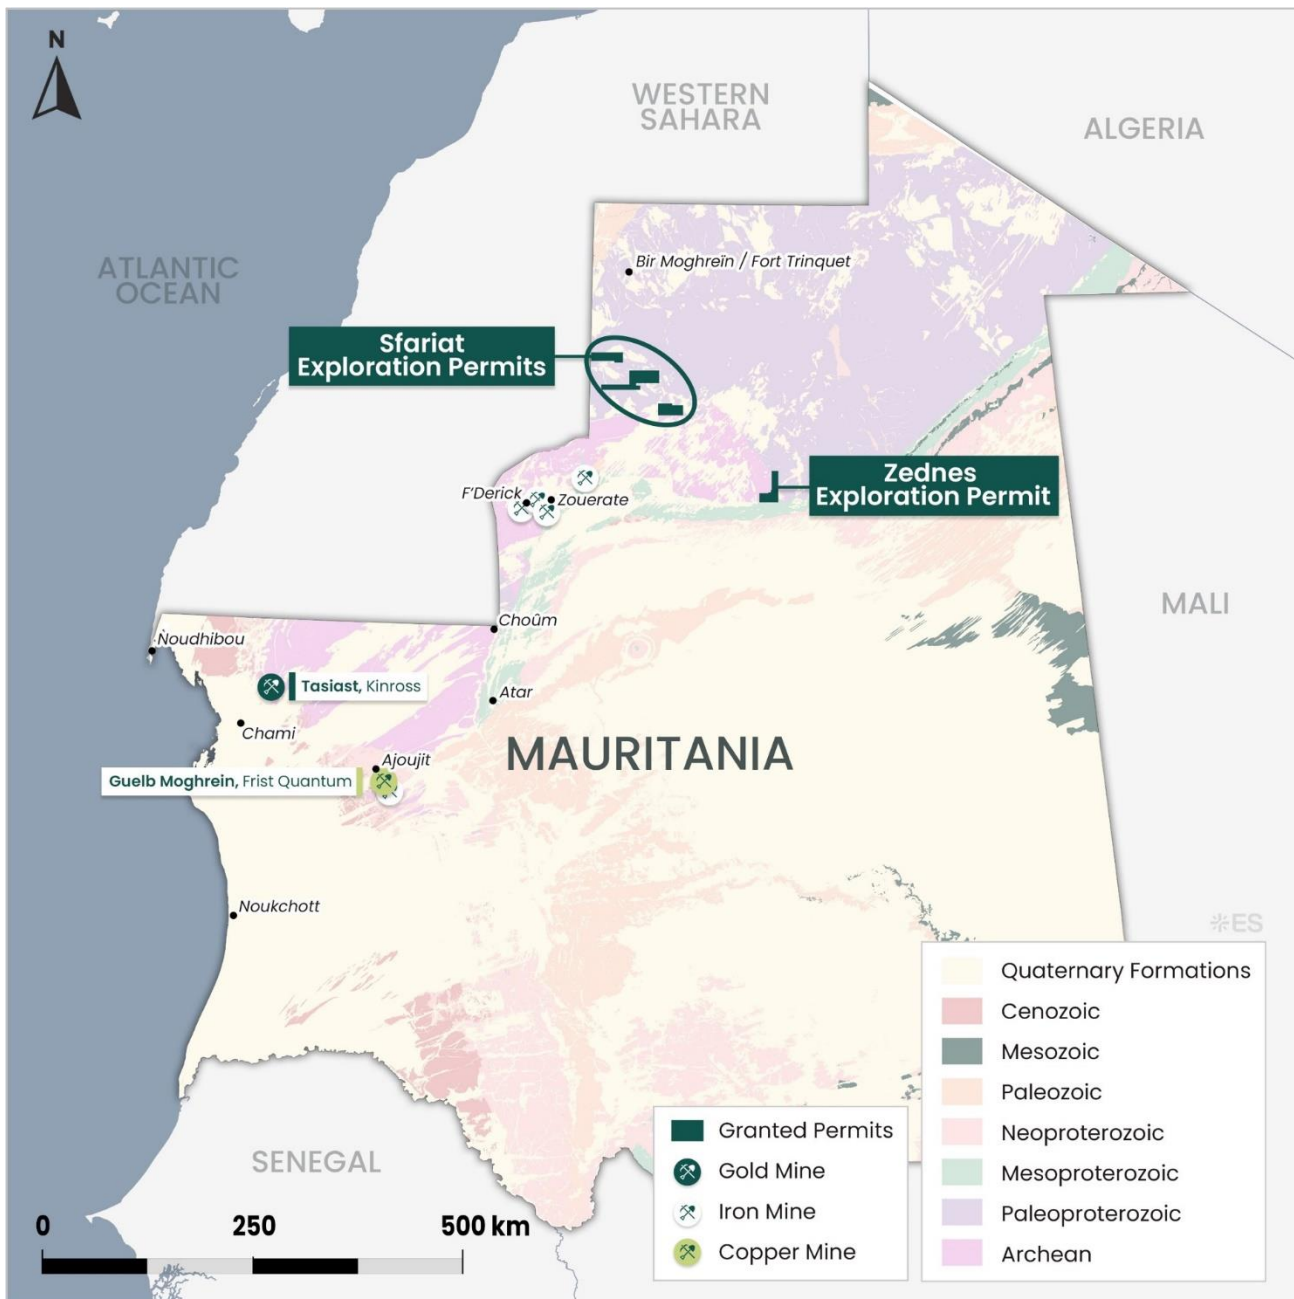 N
WESTERN
SAHARA
ALGERIA
ATLANTIC
OCEAN
Bir Moghreïn / Fort Trinquet
Sfariat
Exploration Permits
Zednes
Exploration Permit
F'Derick
Zouerate
MALI
Choûm
Noudhibou
Tasiast, Kinross
Atar
Chami
MAURITANIA
Ajoujit
Guelb Moghrein, Frist Quantum
Noukchott
ES
Quaternary Formations
Cenozoic
Mesozoic
Paleozoic
Neoproterozoic
Mesoproterozoic
Paleoproterozoic
Archean
Granted Permits
Gold Mine
Iron Mine
Copper Mine
SENEGAL
0 250 500 km